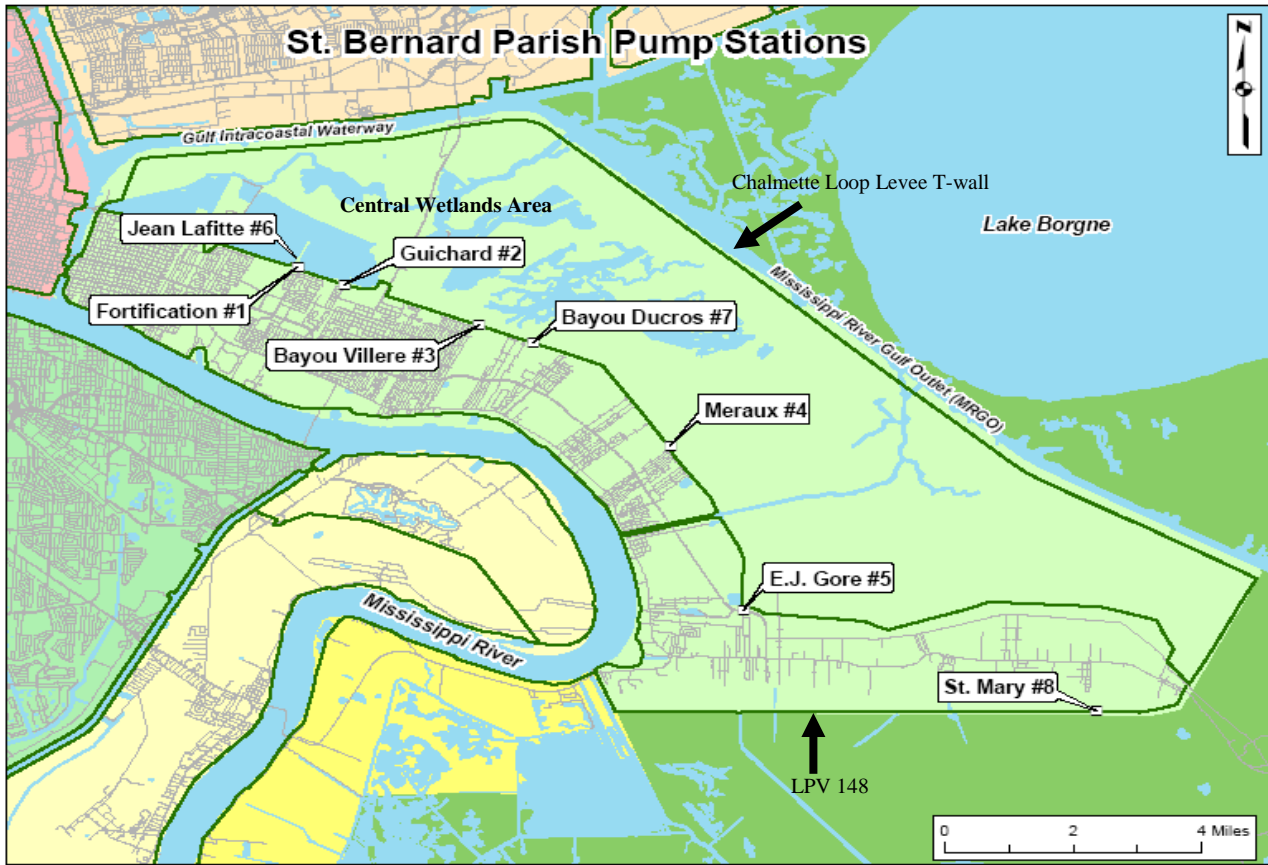 St. Bernard Parish Pump Stations
N
Gulf Intracoastal Waterway
Chalmette Loop Levee T-wall
Central Wetlands Area
Lake Borgne
Jean Lafitte #6
Guichard #2
Fortification #1
Bayou Ducros #7
Bayou Villere #3
Mississippi River Gulf Outlet (MRGO)
Meraux #4
E.J. Gore #5
Mississippi River
St. Mary #8
LPV 148
0 2 4 Miles